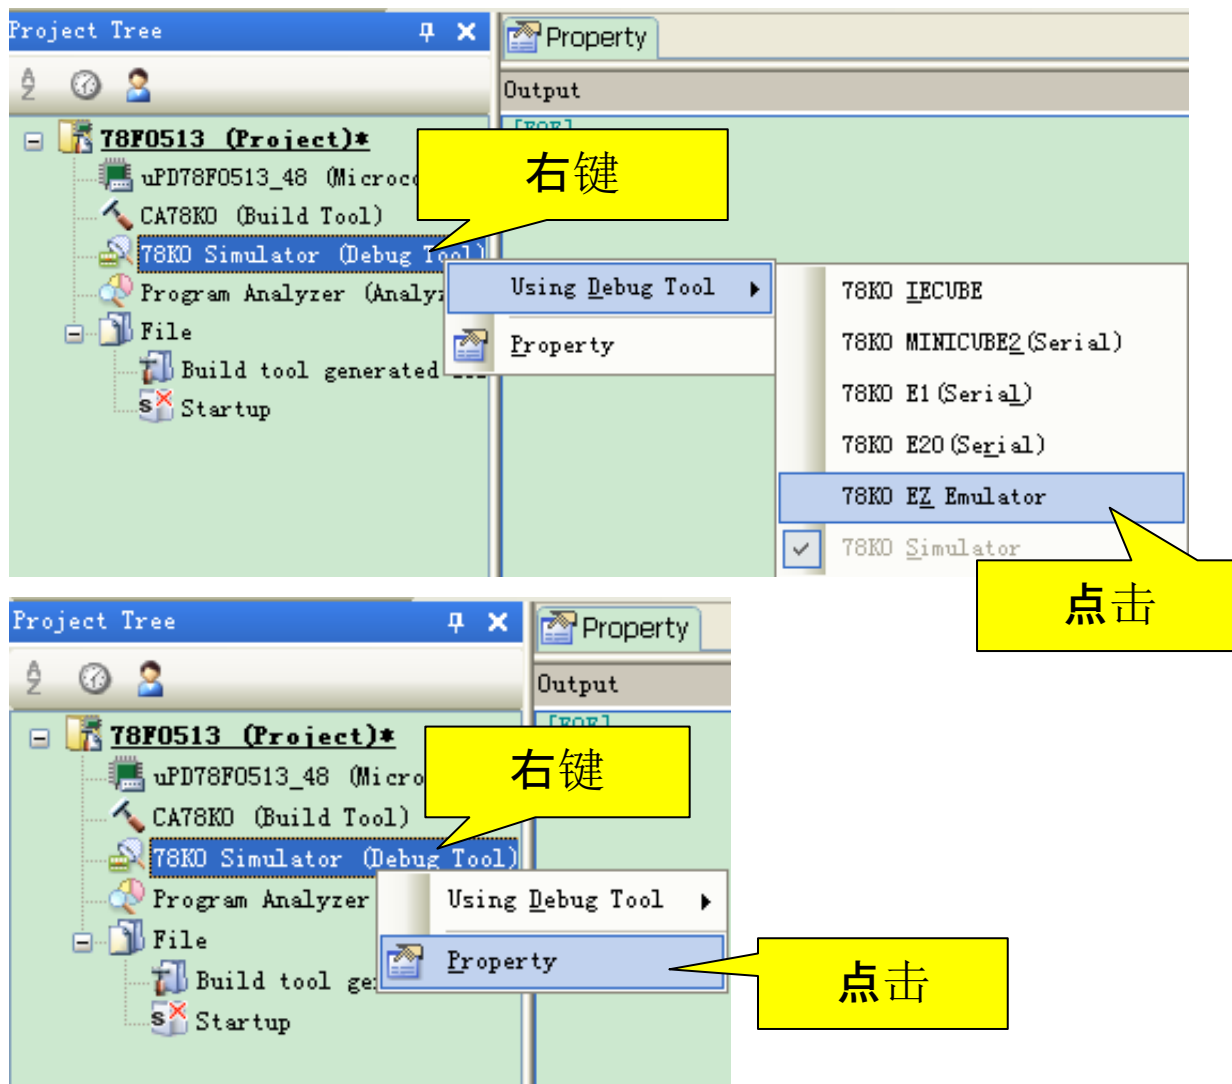 Project Tree
Property
Output
[EOF]
78F0513 (Project)*
右键
uPD78F0513_48 (Microco
CA78K0 (Build Tool)
78K0 Simulator (Debug Tool)
Using Debug Tool
78K0 IECUBE
Program Analyzer (Analy
File
Property
78K0 MINICUBE2(Serial)
Build tool generated
78K0 E1(Serial)
Startup
78K0 E20(Serial)
78K0 EZ Emulator
78K0 Simulator
点击
Project Tree
Property
Output
[EOF]
78F0513 (Project)*
右键
uPD78F0513_48 (Micro
CA78K0 (Build Tool)
78K0 Simulator (Debug Tool)
Program Analyzer
Using Debug Tool
File
Property
点击
Build tool ge
Startup